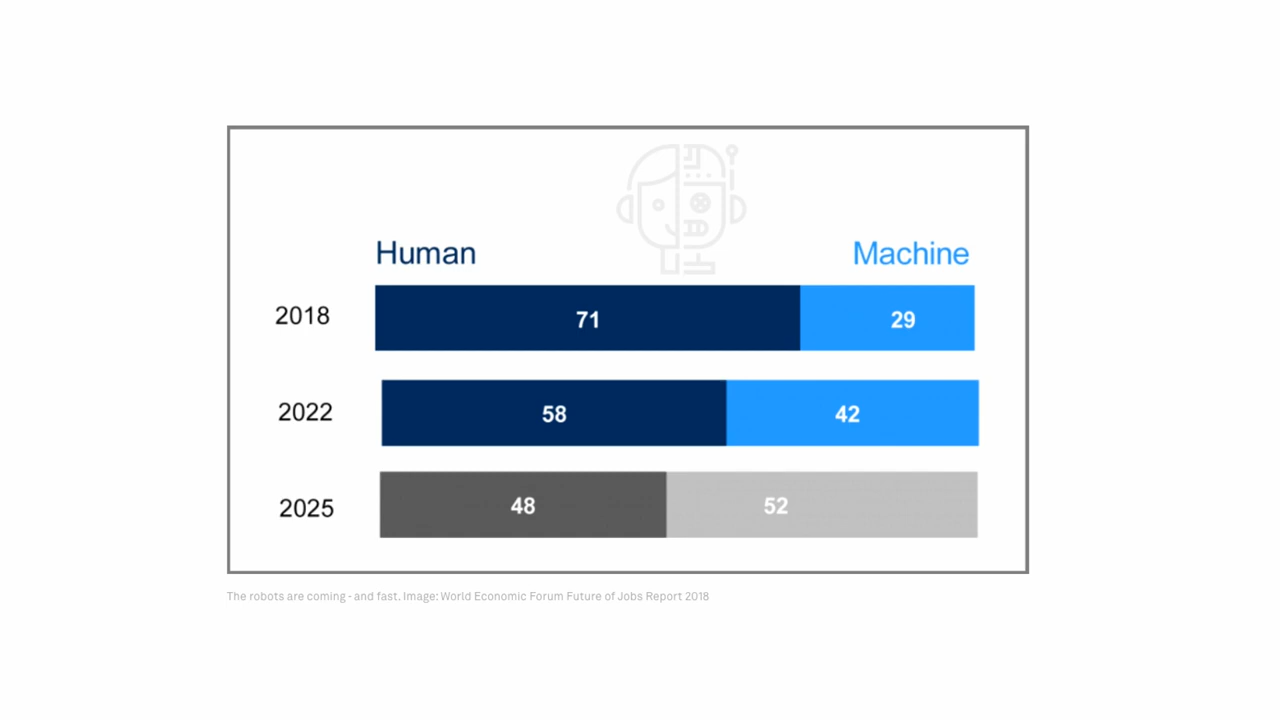 Human Machine
2018 71 29
2022 58 42
2025 48 52
The robots are coming - and fast. Image: World Economic Forum Future of Jobs Report 2018